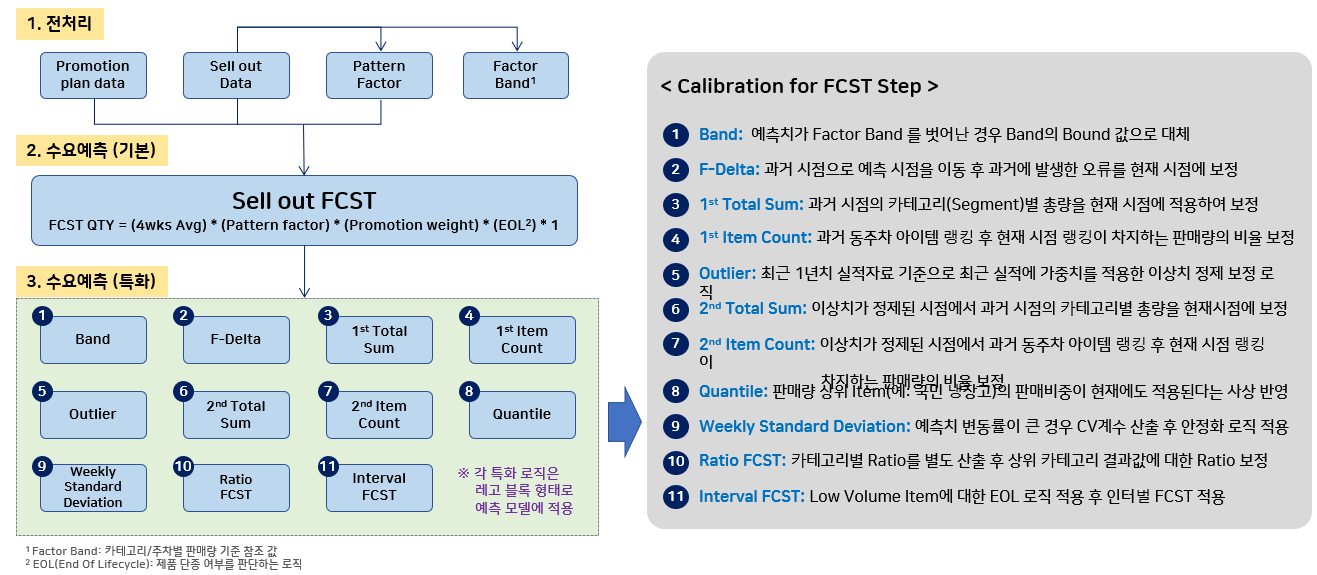 1. 전처리
Promotion
plan data
Sell out
Data
Pattern
Factor
Factor
Band1
2. 수요예측 (기본)
Sell out FCST
FCST QTY = (4wks Avg) * (Pattern factor) * (Promotion weight) * (EOL2) * 1
3. 수요예측 (특화)
1
Band
2
F-Delta
3
1st Total
Sum
4
1st Item
Count
5
Outlier
6
2nd Total
Sum
7
2nd Item
Count
8
Quantile
9
Weekly
Standard
Deviation
10
Ratio
FCST
11
Interval
FCST
※ 각 특화 로직은
레고 블록 형태로
예측 모델에 적용
1 Factor Band: 카테고리/주차별 판매량 기준 참조 값
2 EOL(End Of Lifecycle): 제품 단종 여부를 판단하는 로직
< Calibration for FCST Step >
1 Band: 예측치가 Factor Band 를 벗어난 경우 Band의 Bound 값으로 대체
2 F-Delta: 과거 시점으로 예측 시점을 이동 후 과거에 발생한 오류를 현재 시점에 보정
3 1st Total Sum: 과거 시점의 카테고리(Segment)별 총량을 현재 시점에 적용하여 보정
4 1st Item Count: 과거 동주차 아이템 랭킹 후 현재 시점 랭킹이 차지하는 판매량의 비율 보정
5 Outlier: 최근 1년치 실적자료 기준으로 최근 실적에 가중치를 적용한 이상치 정제 보정 로
직
6 2nd Total Sum: 이상치가 정제된 시점에서 과거 시점의 카테고리별 총량을 현재시점에 보정
7 2nd Item Count: 이상치가 정제된 시점에서 과거 동주차 아이템 랭킹 후 현재 시점 랭킹
이
차지하는 판매량의 비율 보정
8 Quantile: 판매량 상위 Item(예: 국민 냉장고)의 판매비중이 현재에도 적용된다는 사상 반영
9 Weekly Standard Deviation: 예측치 변동률이 큰 경우 CV계수 산출 후 안정화 로직 적용
10 Ratio FCST: 카테고리별 Ratio를 별도 산출 후 상위 카테고리 결과값에 대한 Ratio 보정
11 Interval FCST: Low Volume Item에 대한 EOL 로직 적용 후 인터벌 FCST 적용